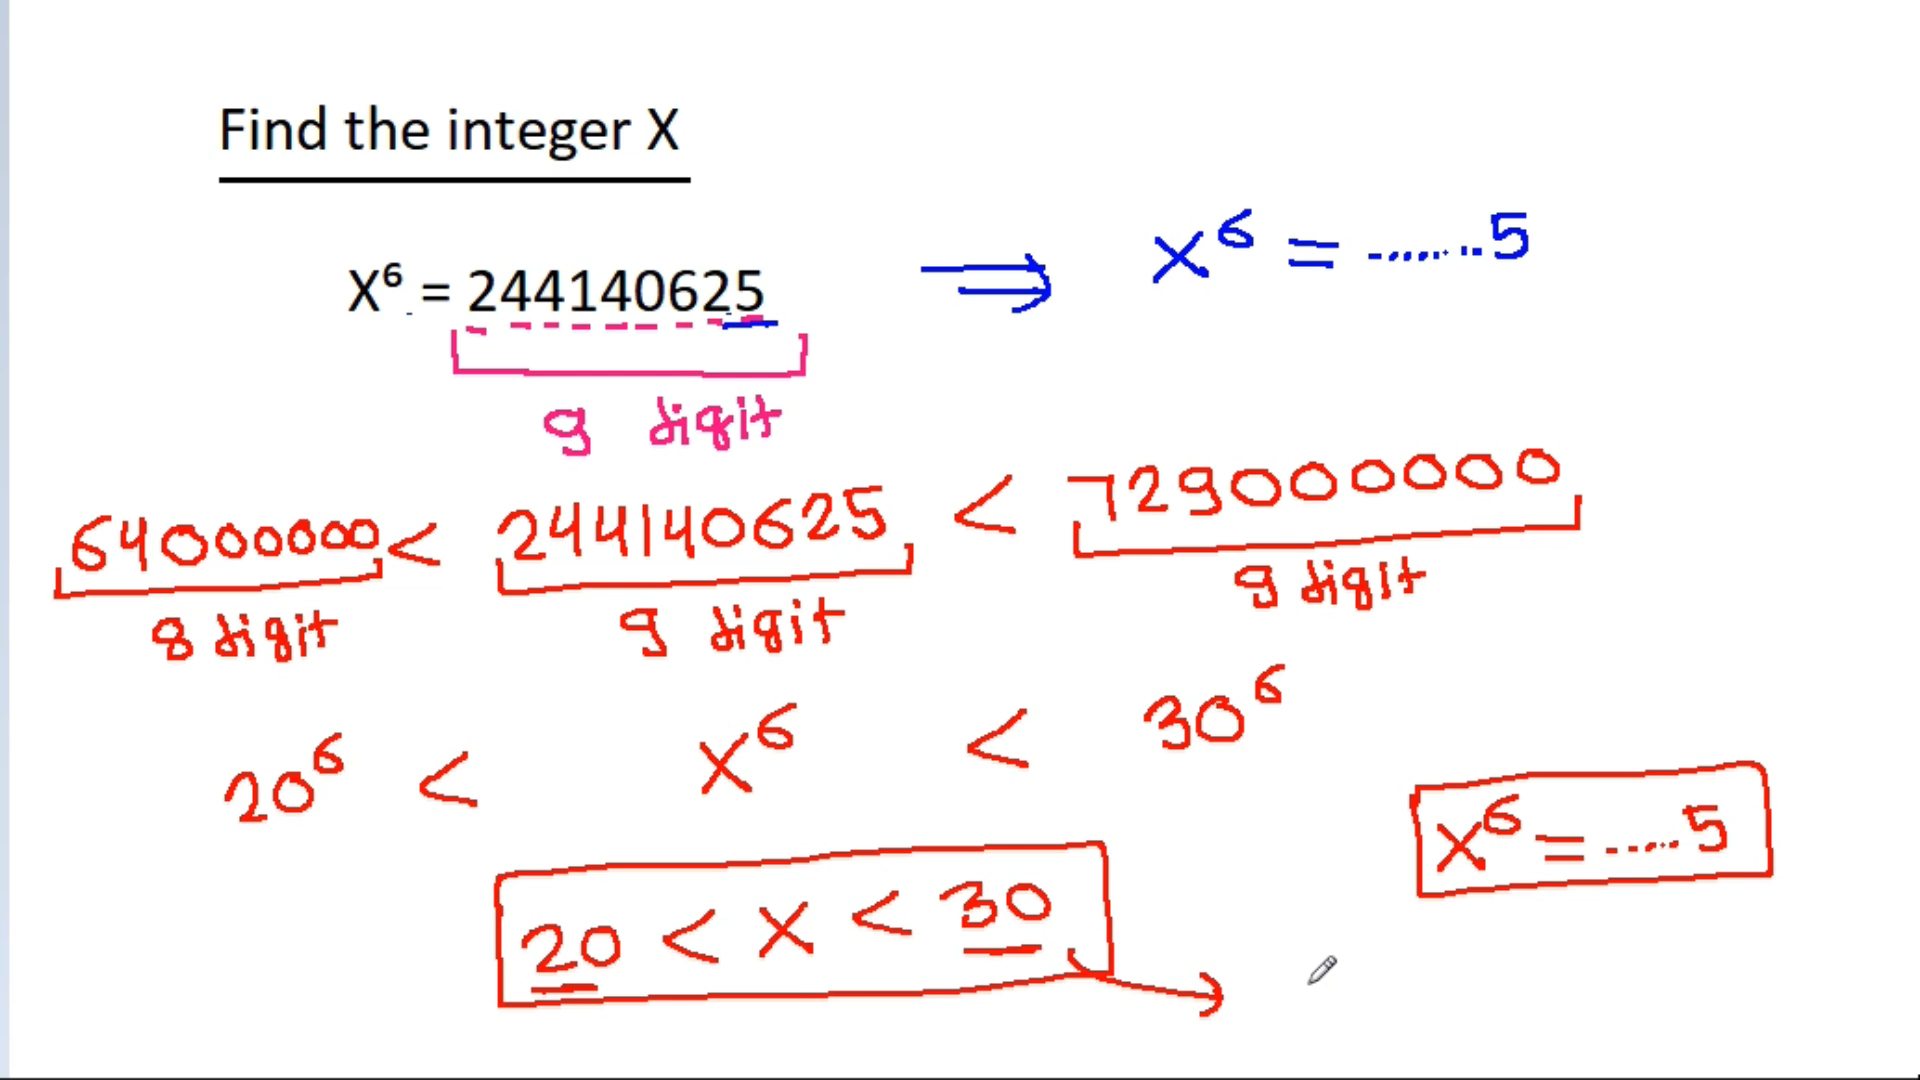 Find the integer X
X⁶ = 244140625 ⟹ x⁶ = ........5
9 digit
64000000 < 244140625 < 729000000
8 digit 9 digit 9 digit
20⁶ < x⁶ < 30⁶
x⁶ = .....5
20 < x < 30 →